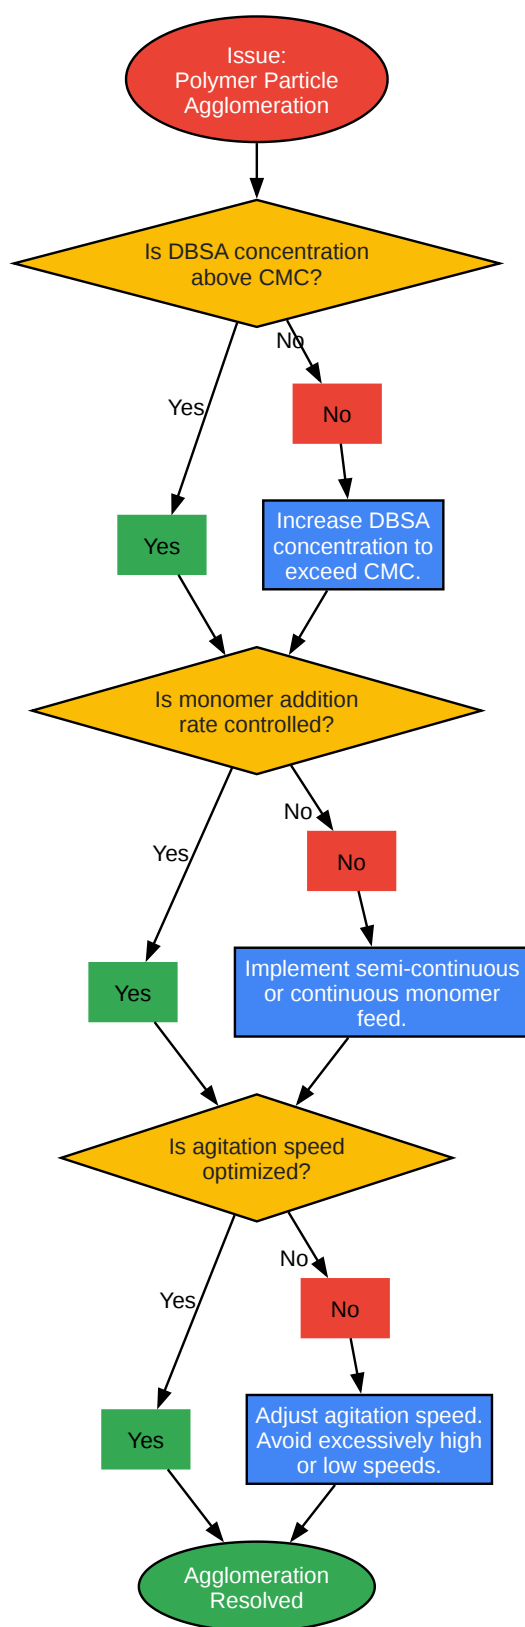 Issue:
Polymer Particle
Agglomeration
Is DBSA concentration
above CMC?
No
No
Yes
Yes
Increase DBSA
concentration to
exceed CMC.
Is monomer addition
rate controlled?
No
Yes
No
Yes
Implement semi-continuous
or continuous monomer
feed.
Is agitation speed
optimized?
No
Yes
No
Yes
Adjust agitation speed.
Avoid excessively high
or low speeds.
Agglomeration
Resolved